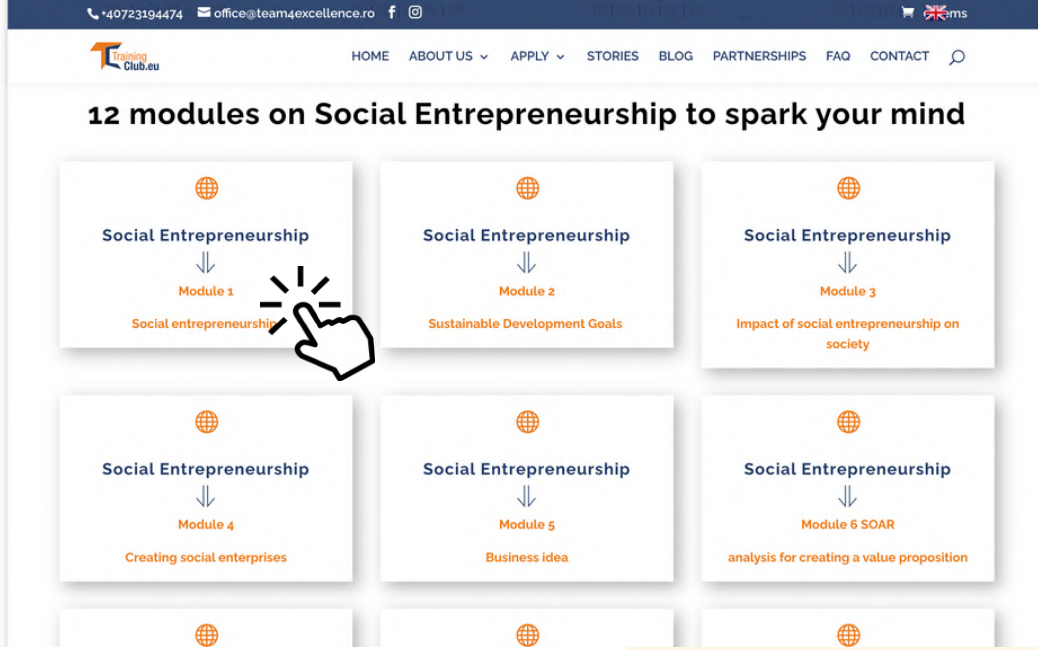 +40723194474 office@team4excellence.ro
Training
Club.eu
HOME ABOUT US APPLY STORIES BLOG PARTNERSHIPS FAQ CONTACT
12 modules on Social Entrepreneurship to spark your mind
Social Entrepreneurship
Module 1
Social entrepreneurship
Social Entrepreneurship
Module 2
Sustainable Development Goals
Social Entrepreneurship
Module 3
Impact of social entrepreneurship on
society
Social Entrepreneurship
Module 4
Creating social enterprises
Social Entrepreneurship
Module 5
Business idea
Social Entrepreneurship
Module 6 SOAR
analysis for creating a value proposition